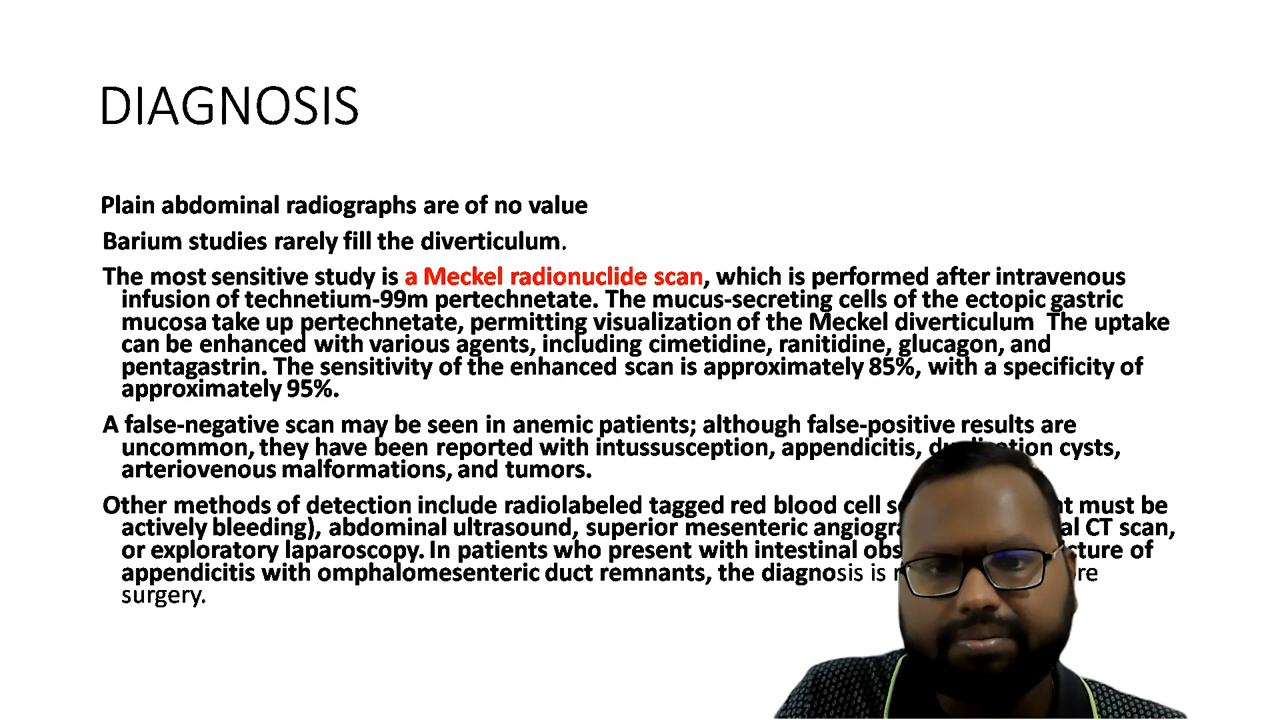 DIAGNOSIS
Plain abdominal radiographs are of no value
Barium studies rarely fill the diverticulum.
The most sensitive study is a Meckel radionuclide scan, which is performed after intravenous
infusion of technetium-99m pertechnetate. The mucus-secreting cells of the ectopic gastric
mucosa take up pertechnetate, permitting visualization of the Meckel diverticulum The uptake
can be enhanced with various agents, including cimetidine, ranitidine, glucagon, and
pentagastrin. The sensitivity of the enhanced scan is approximately 85%, with a specificity of
approximately 95%.
A false-negative scan may be seen in anemic patients; although false-positive results are
uncommon, they have been reported with intussusception, appendicitis, cysts,
arteriovenous malformations, and tumors.
Other methods of detection include radiolabeled tagged red blood cell must be
actively bleeding), abdominal ultrasound, superior mesenteric CT scan,
or exploratory laparoscopy. In patients who present with intestinal of
appendicitis with omphalomesenteric duct remnants, the diagnosis is
surgery.